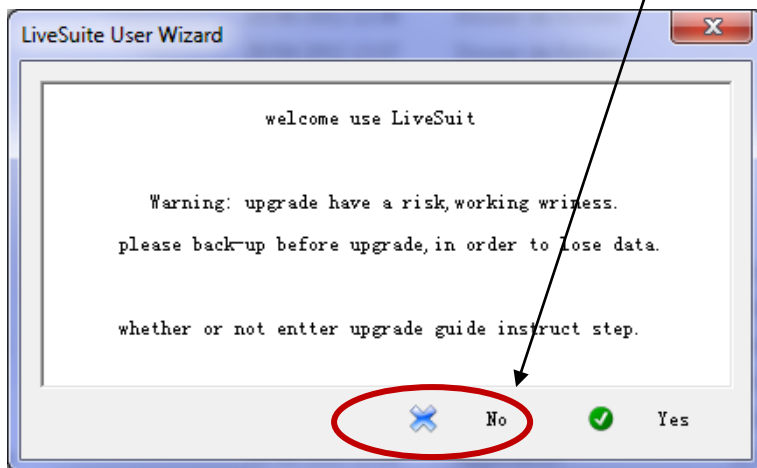 LiveSuite User Wizard
welcome use LiveSuit
Warning: upgrade have a risk,working wriness.
please back-up before upgrade,in order to lose data.
whether or not entter upgrade guide instruct step.
No Yes